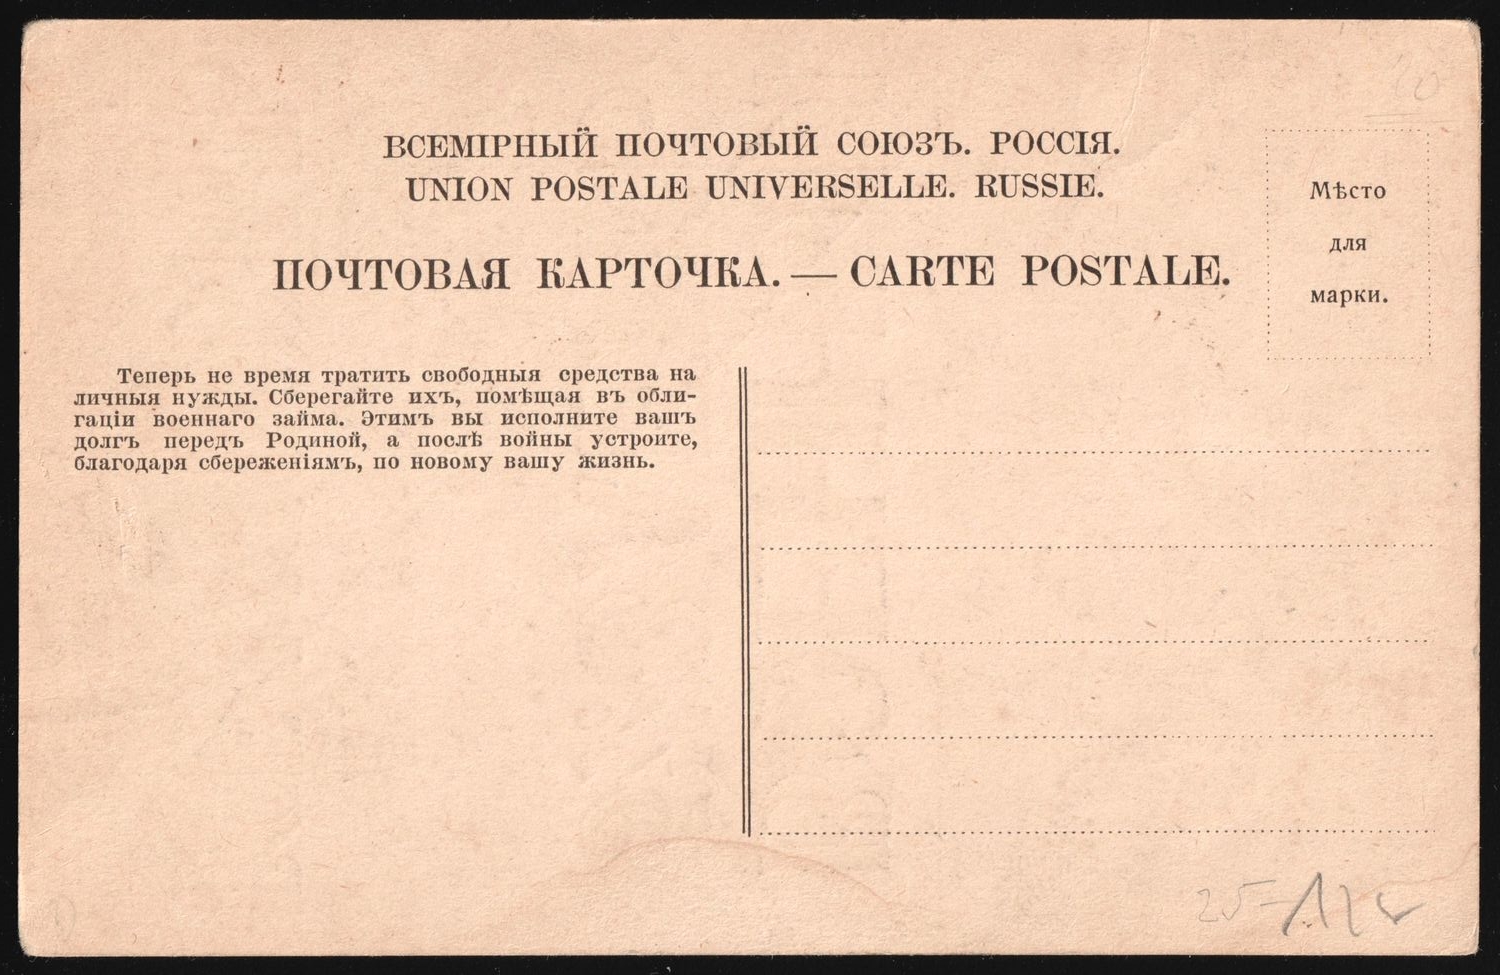 ВСЕМІРНЫЙ ПОЧТОВЫЙ СОЮЗЪ. РОССІЯ.
UNION POSTALE UNIVERSELLE. RUSSIE.
ПОЧТОВАЯ КАРТОЧКА. — CARTE POSTALE.
Мѣсто
для
марки.
Теперь не время тратить свободныя средства на
личныя нужды. Сберегайте ихъ, помѣщая въ обли-
гаціи военнаго займа. Этимъ вы исполните вашъ
долгъ передъ Родиной, а послѣ войны устроите,
благодаря сбереженіямъ, по новому вашу жизнь.
25-